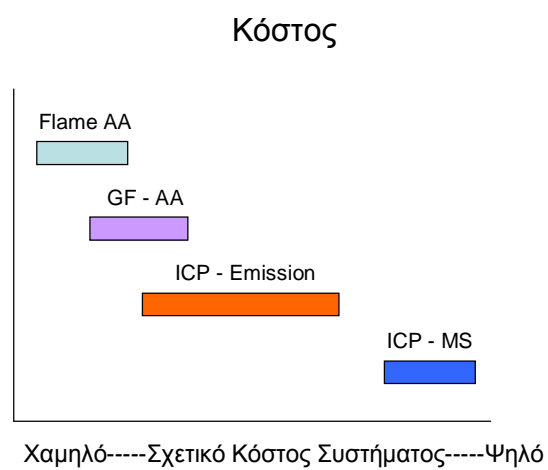 Κόστος
Flame AA
GF - AA
ICP - Emission
ICP - MS
Χαμηλό-----Σχετικό Κόστος Συστήματος-----Ψηλό